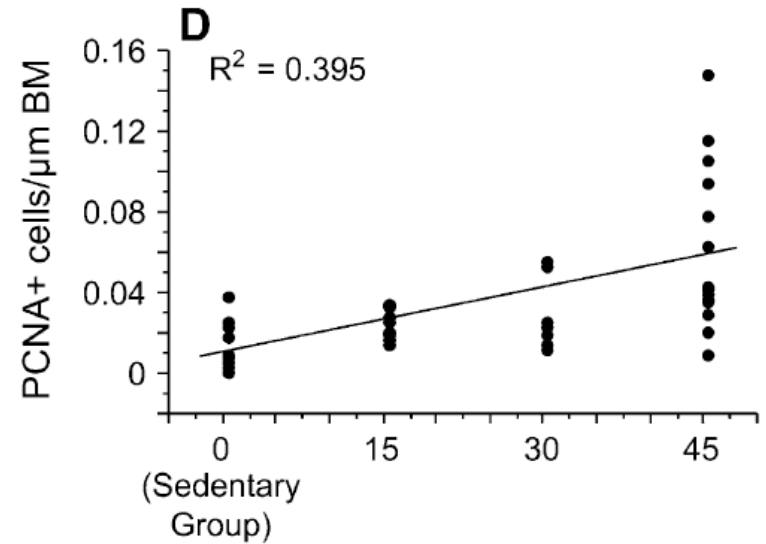 D
R² = 0.395
PCNA+ cells/μm BM
0.16
0.12
0.08
0.04
0
0 15 30 45
(Sedentary
Group)